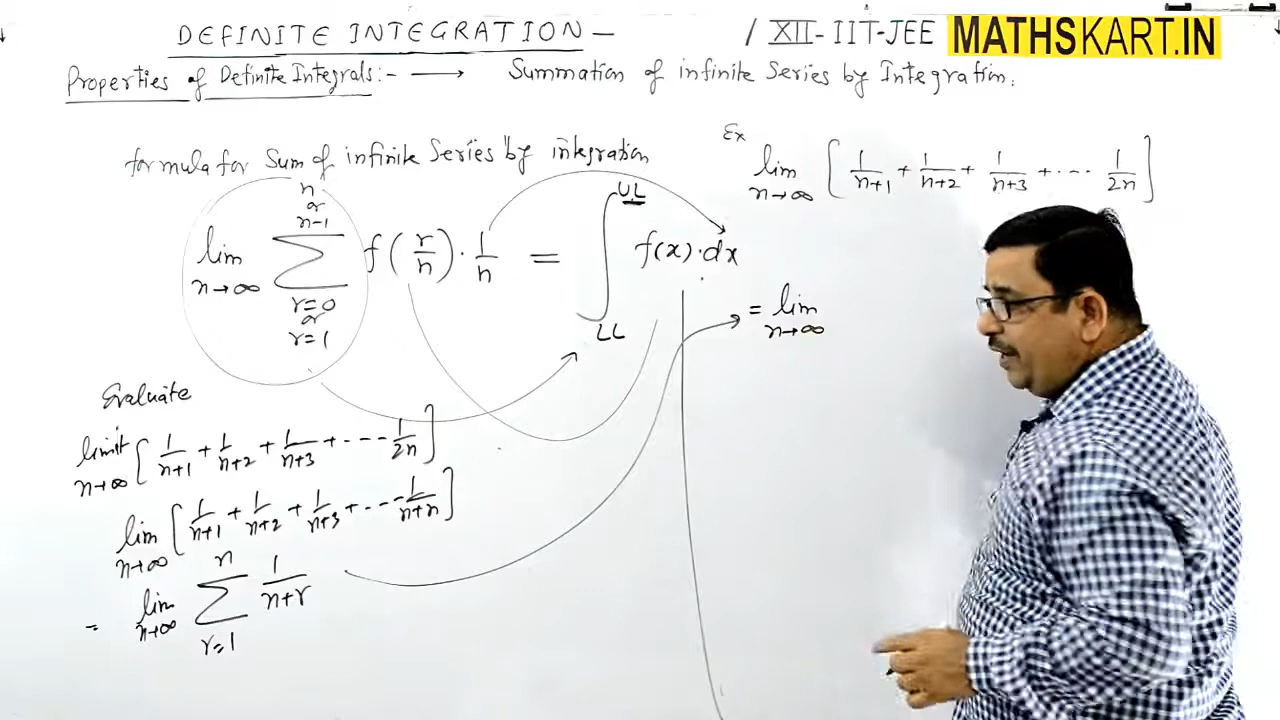 DEFINITE INTEGRATION – / XII - IIT-JEE MATHSKART.IN
Properties of Definite Integrals:- ⟶ Summation of infinite Series by Integration.
formula for Sum of infinite Series by integration
lim n→∞ n or n-1 ∑ r=0 or r=1 f(r/n)·1/n = ∫ UL LL f(x)·dx
Evaluate
limit n→∞ [1/(n+1) + 1/(n+2) + 1/(n+3) + ---- 1/2n]
lim n→∞ [1/(n+1) + 1/(n+2) + 1/(n+3) + ---- 1/(n+n)]
= lim n→∞ n ∑ r=1 1/(n+r)
Ex lim n→∞ [1/(n+1) + 1/(n+2) + 1/(n+3) + ---- 1/2n]
= lim n→∞